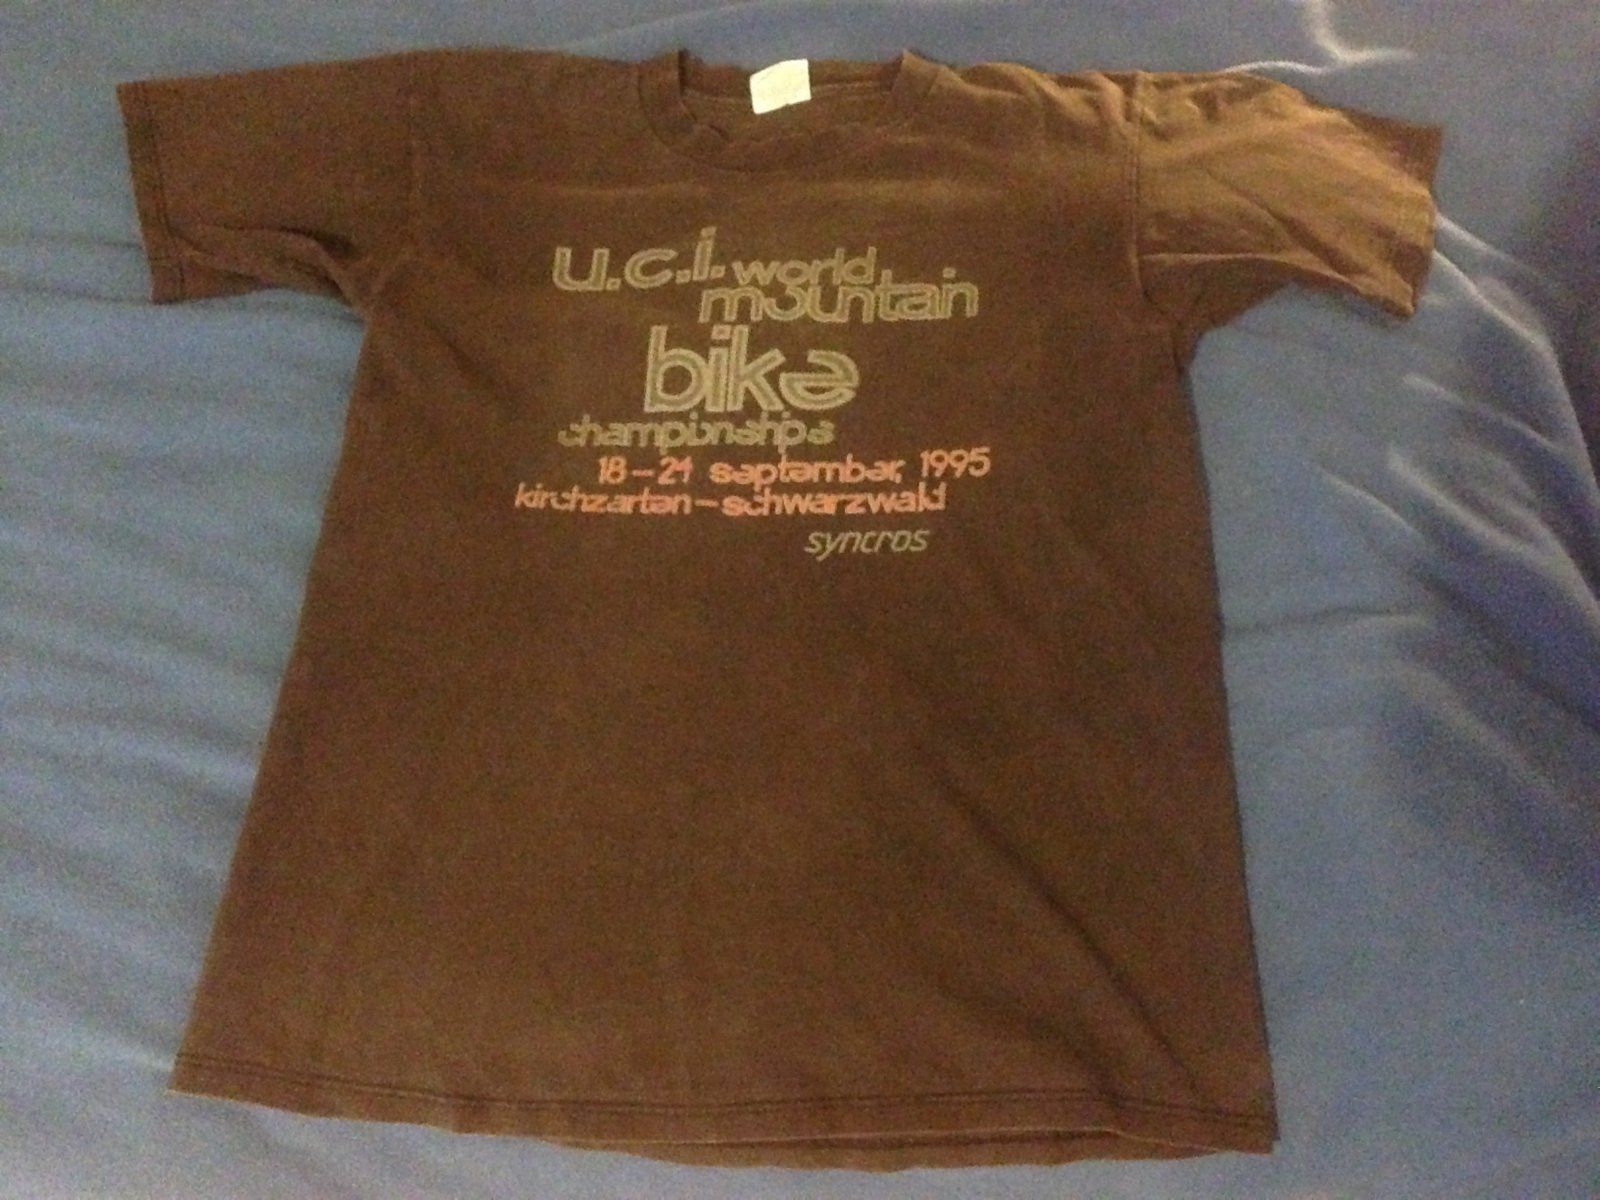 u.c.i. world
mountain
bike
championships
18–24 september, 1995
kirchzarten–schwarzwald
syncros